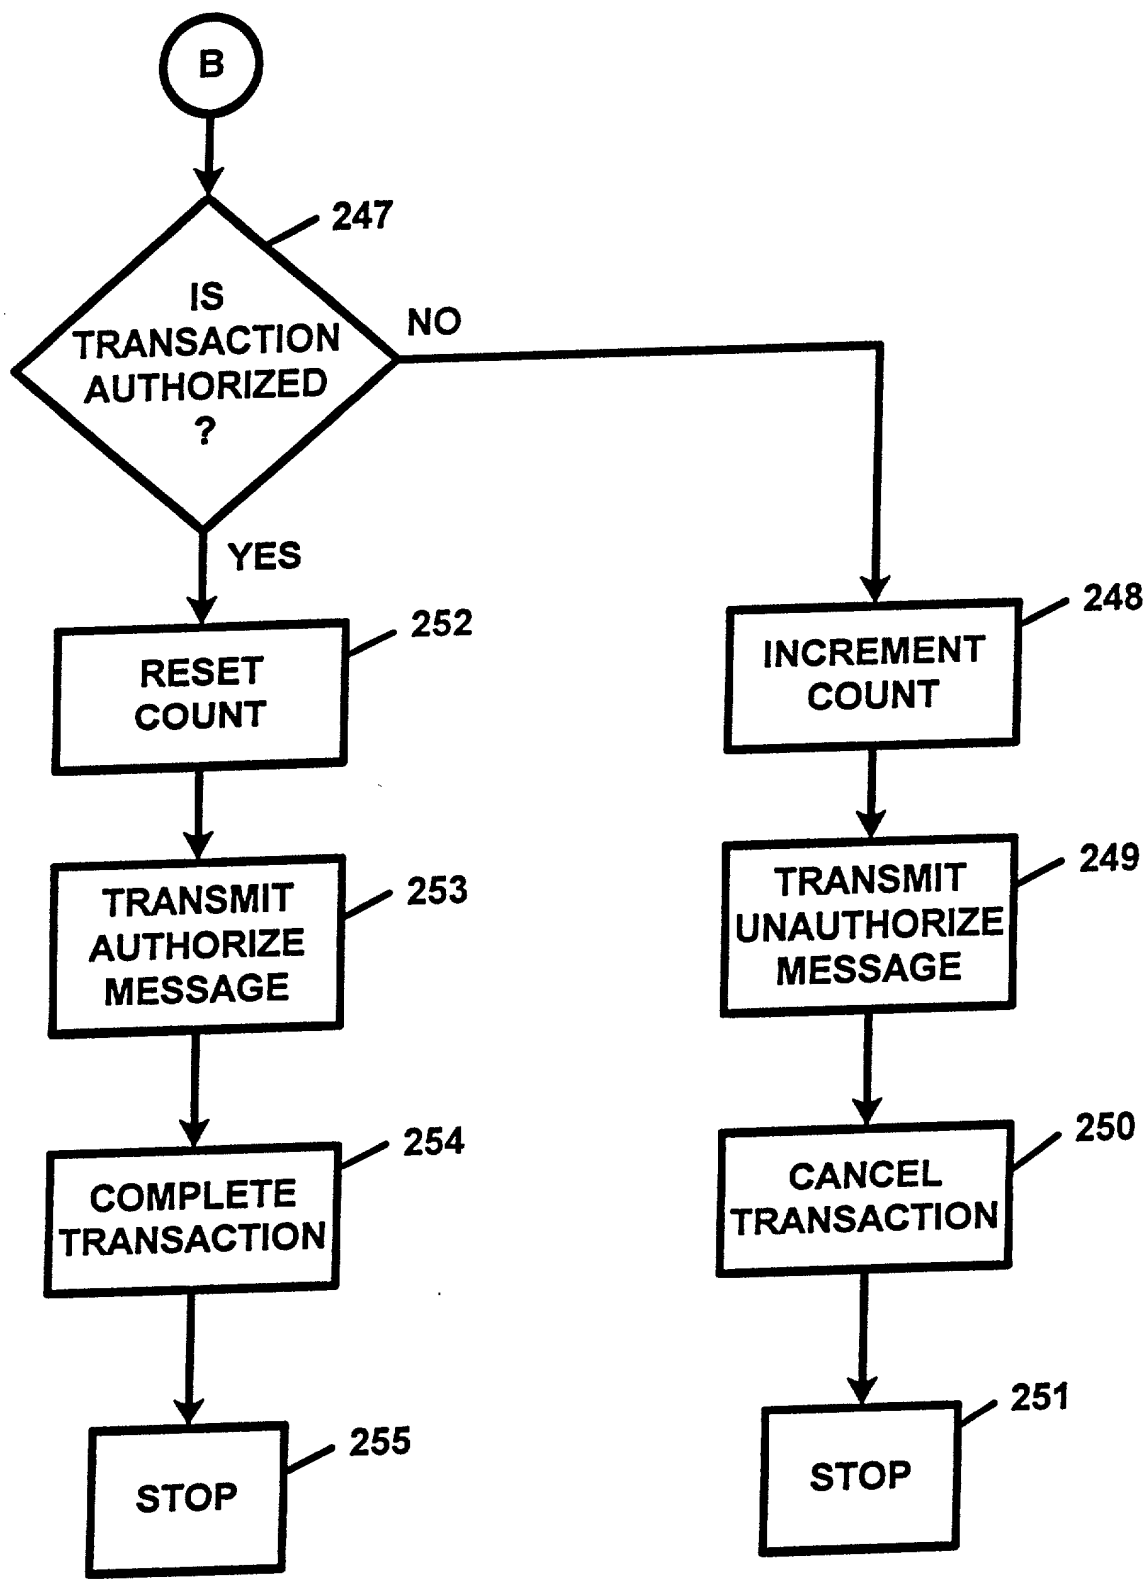 B
247
IS
TRANSACTION
AUTHORIZED
?
NO
YES
252
RESET
COUNT
248
INCREMENT
COUNT
253
TRANSMIT
AUTHORIZE
MESSAGE
249
TRANSMIT
UNAUTHORIZE
MESSAGE
254
COMPLETE
TRANSACTION
250
CANCEL
TRANSACTION
255
STOP
251
STOP